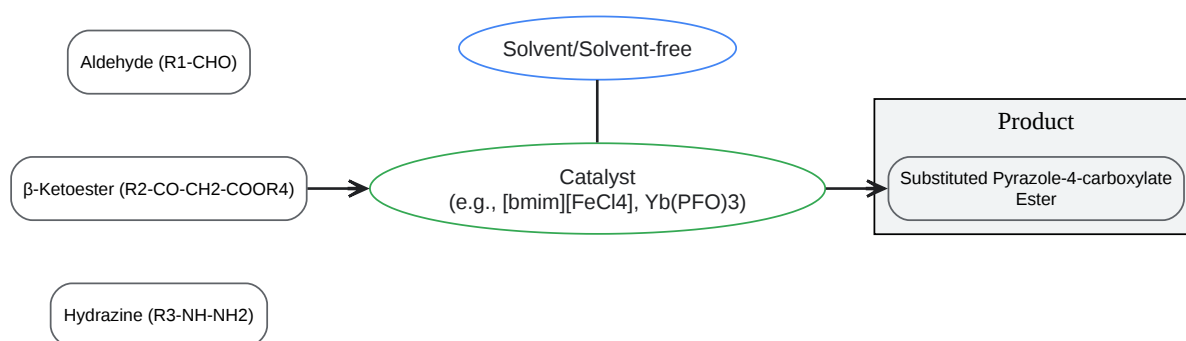 Aldehyde (R1-CHO)
Solvent/Solvent-free
Product
β-Ketoester (R2-CO-CH2-COOR4)
Catalyst
(e.g., [bmim][FeCl4], Yb(PFO)3)
Substituted Pyrazole-4-carboxylate
Ester
Hydrazine (R3-NH-NH2)